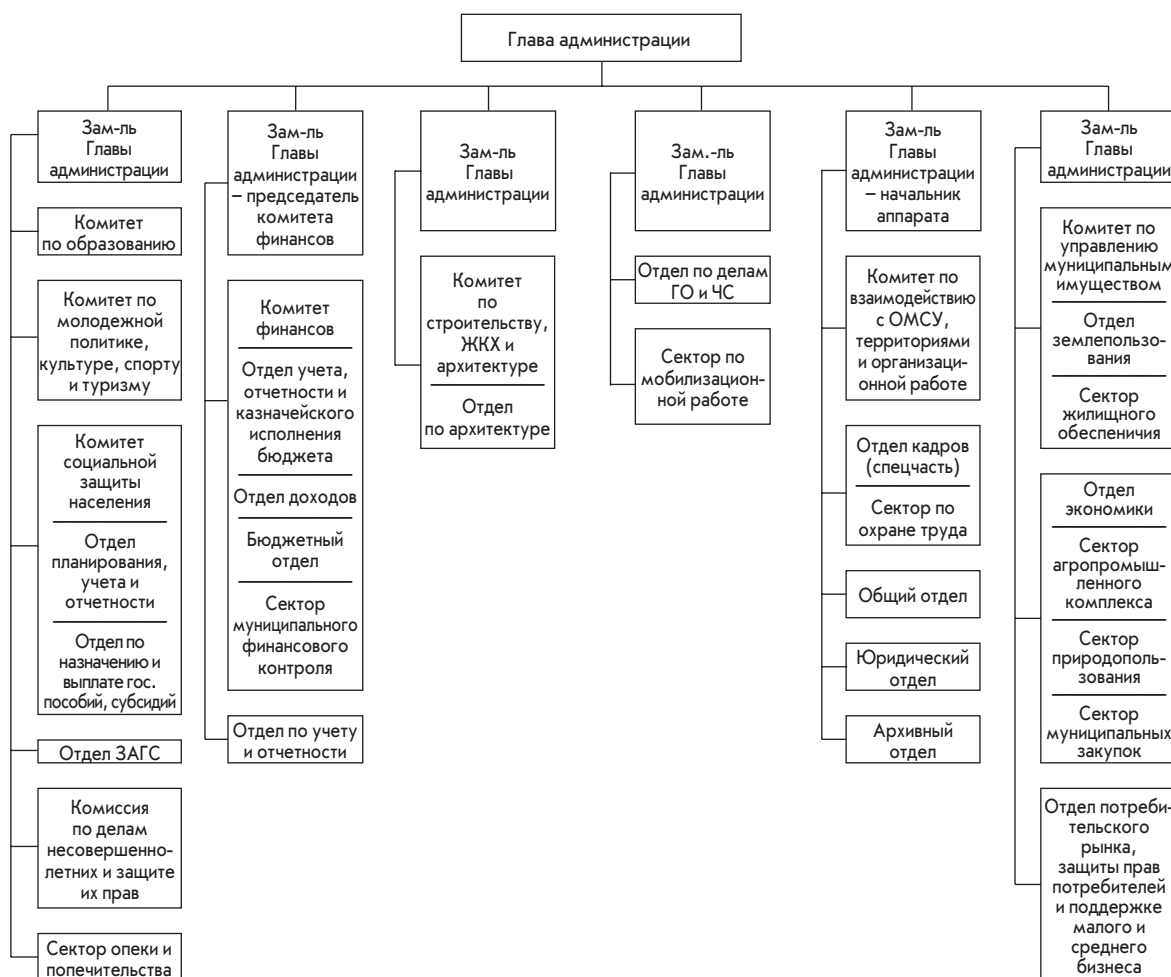 Глава администрации
Зам-ль
Главы
администрации
Комитет
по образованию
Комитет по
молодежной
политике,
культуре, спорту
и туризму
Комитет
социальной
защиты
населения
Отдел
планирования,
учета и
отчетности
Отдел по
назначению и
выплате гос.
пособий, субсидий
Отдел ЗАГС
Комиссия
по делам
несовершенно-
летних и защите
их прав
Сектор опеки и
попечительства
Зам-ль
Главы
администрации
– председатель
комитета
финансов
Комитет
финансов
Отдел учета,
отчетности и
казначейского
исполнения
бюджета
Отдел доходов
Бюджетный
отдел
Сектор
муниципального
финансового
контроля
Отдел по учету
и отчетности
Зам-ль
Главы
администрации
Комитет
по
строительству,
ЖКХ и
архитектуре
Отдел
по архитектуре
Зам.-ль
Главы
администрации
Отдел по делам
ГО и ЧС
Сектор по
мобилизацион-
ной работе
Зам-ль
Главы
администрации
– начальник
аппарата
Комитет по
взаимодействию
с ОМСУ,
территориями
и организаци-
онной работе
Отдел кадров
(спецчасть)
Сектор по
охране труда
Общий отдел
Юридический
отдел
Архивный
отдел
Зам-ль
Главы
администрации
Комитет по
управлению
муниципальным
имуществом
Отдел
землепользо-
вания
Сектор
жилищного
обеспеничия
Отдел
экономики
Сектор
агропромыш-
ленного
комплекса
Сектор
природополь-
зования
Сектор
муниципальных
закупок
Отдел потреби-
тельского
рынка,
защиты прав
потребителей
и поддержке
малого и
среднего
бизнеса